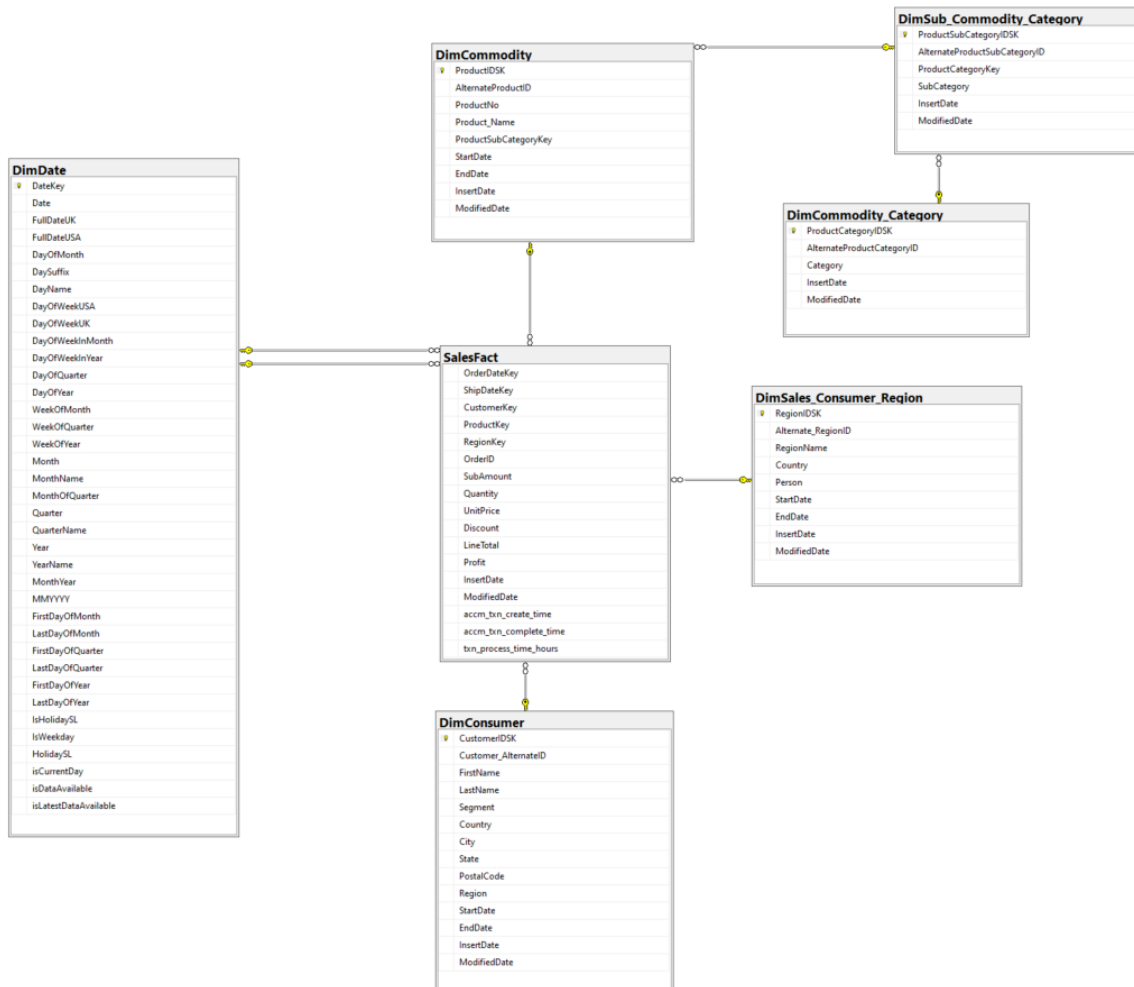 DimSub_Commodity_Category
ProductSubCategoryIDSK
AlternateProductSubCategoryID
ProductCategoryKey
SubCategory
InsertDate
ModifiedDate
DimCommodity
ProductIDSK
AlternateProductID
ProductNo
Product_Name
ProductSubCategoryKey
StartDate
EndDate
InsertDate
ModifiedDate
DimDate
DateKey
Date
FullDateUK
FullDateUSA
DayOfMonth
DaySuffix
DayName
DayOfWeekUSA
DayOfWeekUK
DayOfWeekInMonth
DayOfWeekInYear
DayOfQuarter
DayOfYear
WeekOfMonth
WeekOfQuarter
WeekOfYear
Month
MonthName
MonthOfQuarter
Quarter
QuarterName
Year
YearName
MonthYear
MMYYYY
FirstDayOfMonth
LastDayOfMonth
FirstDayOfQuarter
LastDayOfQuarter
FirstDayOfYear
LastDayOfYear
IsHolidaySL
IsWeekday
HolidaySL
isCurrentDay
isDataAvailable
isLatestDataAvailable
DimCommodity_Category
ProductCategoryIDSK
AlternateProductCategoryID
Category
InsertDate
ModifiedDate
SalesFact
OrderDateKey
ShipDateKey
CustomerKey
ProductKey
RegionKey
OrderID
SubAmount
Quantity
UnitPrice
Discount
LineTotal
Profit
InsertDate
ModifiedDate
accm_txn_create_time
accm_txn_complete_time
txn_process_time_hours
DimSales_Consumer_Region
RegionIDSK
Alternate_RegionID
RegionName
Country
Person
StartDate
EndDate
InsertDate
ModifiedDate
DimConsumer
CustomerIDSK
Customer_AlternateID
FirstName
LastName
Segment
Country
City
State
PostalCode
Region
StartDate
EndDate
InsertDate
ModifiedDate